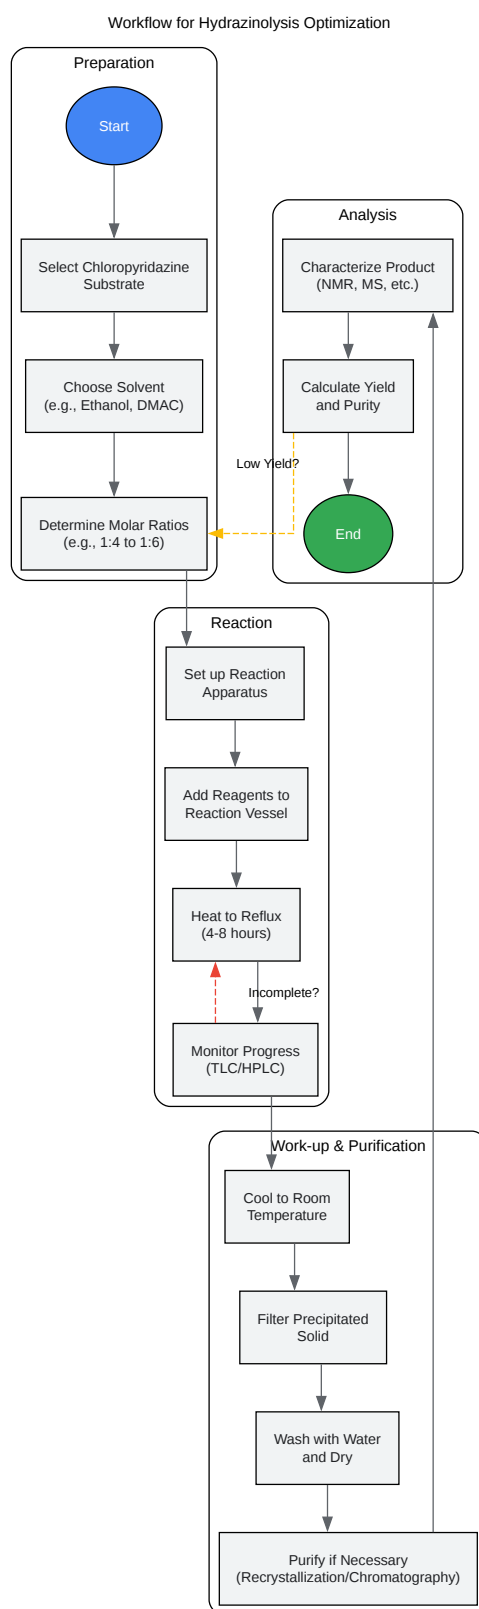 Workflow for Hydrazinolysis Optimization
Preparation
Start
Select Chloropyridazine
Substrate
Choose Solvent
(e.g., Ethanol, DMAC)
Determine Molar Ratios
(e.g., 1:4 to 1:6)
Analysis
Characterize Product
(NMR, MS, etc.)
Calculate Yield
and Purity
Low Yield?
End
Reaction
Set up Reaction
Apparatus
Add Reagents to
Reaction Vessel
Heat to Reflux
(4-8 hours)
Incomplete?
Monitor Progress
(TLC/HPLC)
Work-up & Purification
Cool to Room
Temperature
Filter Precipitated
Solid
Wash with Water
and Dry
Purify if Necessary
(Recrystallization/Chromatography)